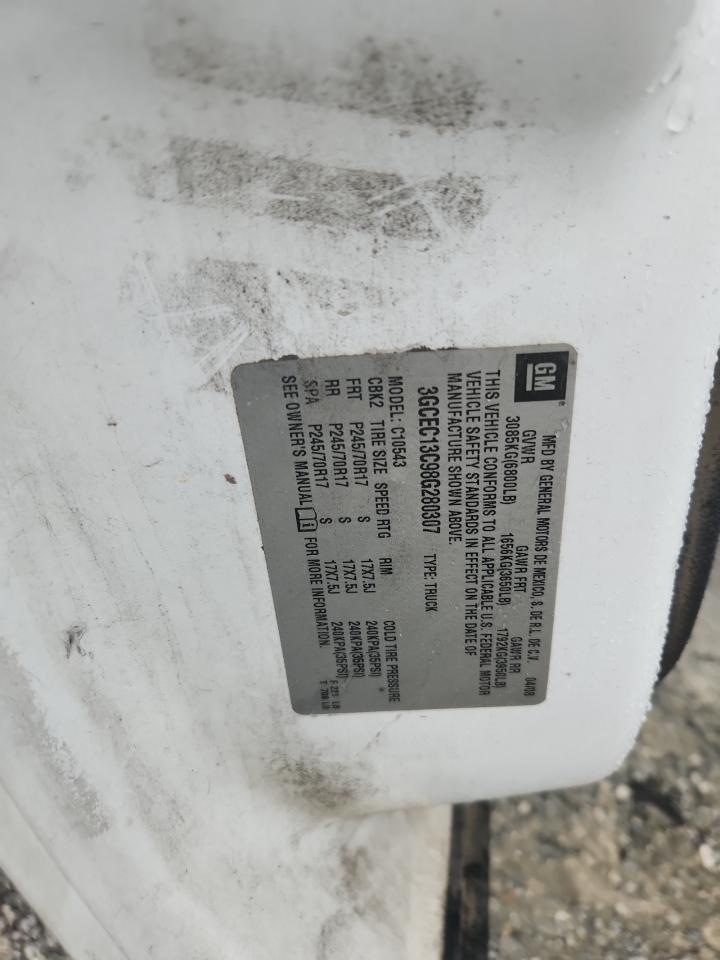 GM ®
MFD BY GENERAL MOTORS DE MEXICO, S. DE R.L. DE C.V. 04/08
GVWR GAWR FRT GAWR RR
3085KG(6800LB) 1656KG(3650LB) 1792KG(3950LB)
THIS VEHICLE CONFORMS TO ALL APPLICABLE U.S. FEDERAL MOTOR
VEHICLE SAFETY STANDARDS IN EFFECT ON THE DATE OF
MANUFACTURE SHOWN ABOVE.
3GCEC13C98G280307 TYPE: TRUCK
MODEL: C10543
CBK2 TIRE SIZE SPEED RTG RIM COLD TIRE PRESSURE
FRT P245/70R17 S 17X7.5J 240KPA(35PSI)
RR P245/70R17 S 17X7.5J 240KPA(35PSI)
SPA P245/70R17 S 17X7.5J 240KPA(35PSI)
SEE OWNER'S MANUAL FOR MORE INFORMATION.